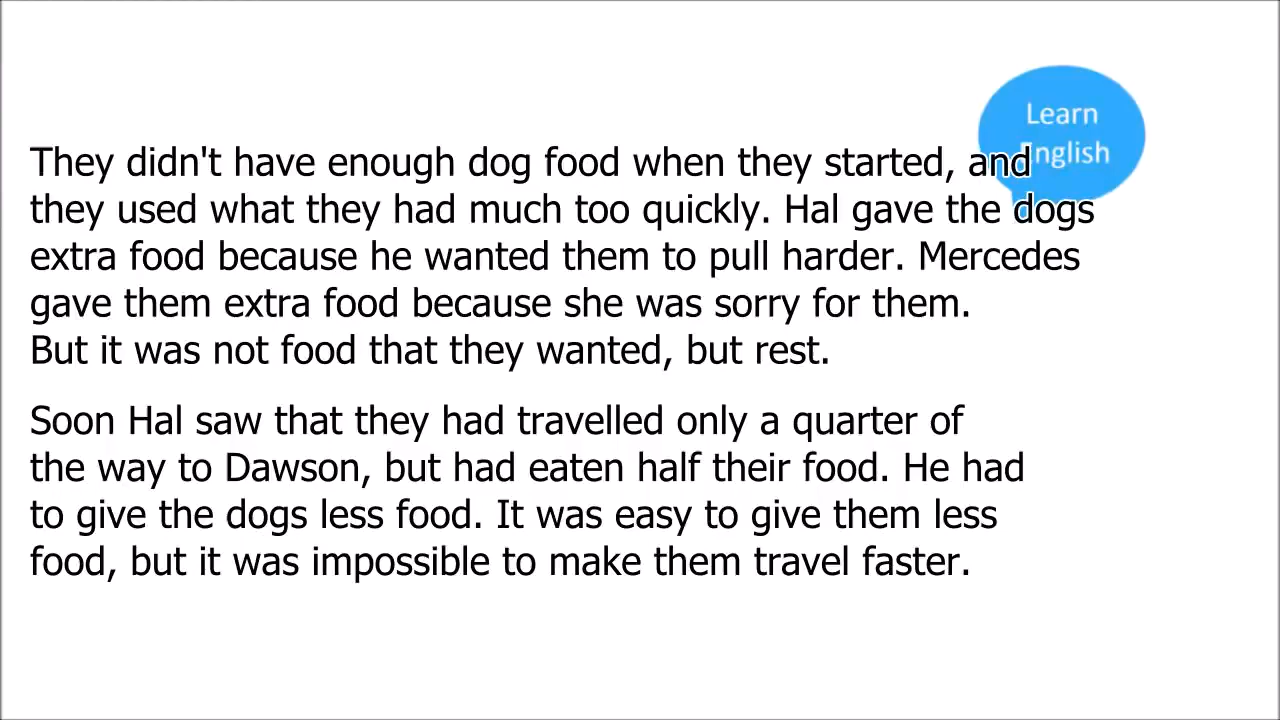 Learn
English
They didn't have enough dog food when they started, and
they used what they had much too quickly. Hal gave the dogs
extra food because he wanted them to pull harder. Mercedes
gave them extra food because she was sorry for them.
But it was not food that they wanted, but rest.
Soon Hal saw that they had travelled only a quarter of
the way to Dawson, but had eaten half their food. He had
to give the dogs less food. It was easy to give them less
food, but it was impossible to make them travel faster.